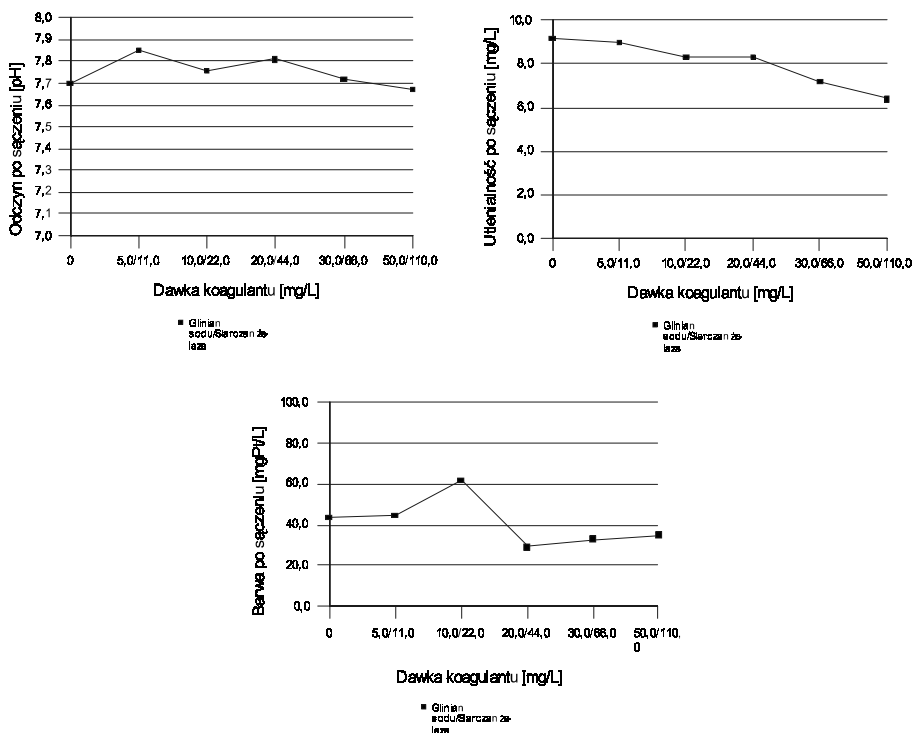 8,0
7,9
7,8
7,7
7,6
7,5
7,4
7,3
7,2
7,1
7,0
Odczyn po sączeniu [pH]
0 5,0/11,0 10,0/22,0 20,0/44,0 30,0/66,0 50,0/110,0
Dawka koagulantu [mg/L]
Glinian
sodu/Siarczan że-
laza
10,0
8,0
6,0
4,0
2,0
0,0
Utlenialność po sączeniu [mg/L]
0 5,0/11,0 10,0/22,0 20,0/44,0 30,0/66,0 50,0/110,0
Dawka koagulantu [mg/L]
Glinian
sodu/Siarczan że-
laza
100,0
80,0
60,0
40,0
20,0
0,0
Barwa po sączeniu [mgPt/L]
0 5,0/11,0 10,0/22,0 20,0/44,0 30,0/66,0 50,0/110,
0
Dawka koagulantu [mg/L]
Glinian
sodu/Siarczan że-
laza